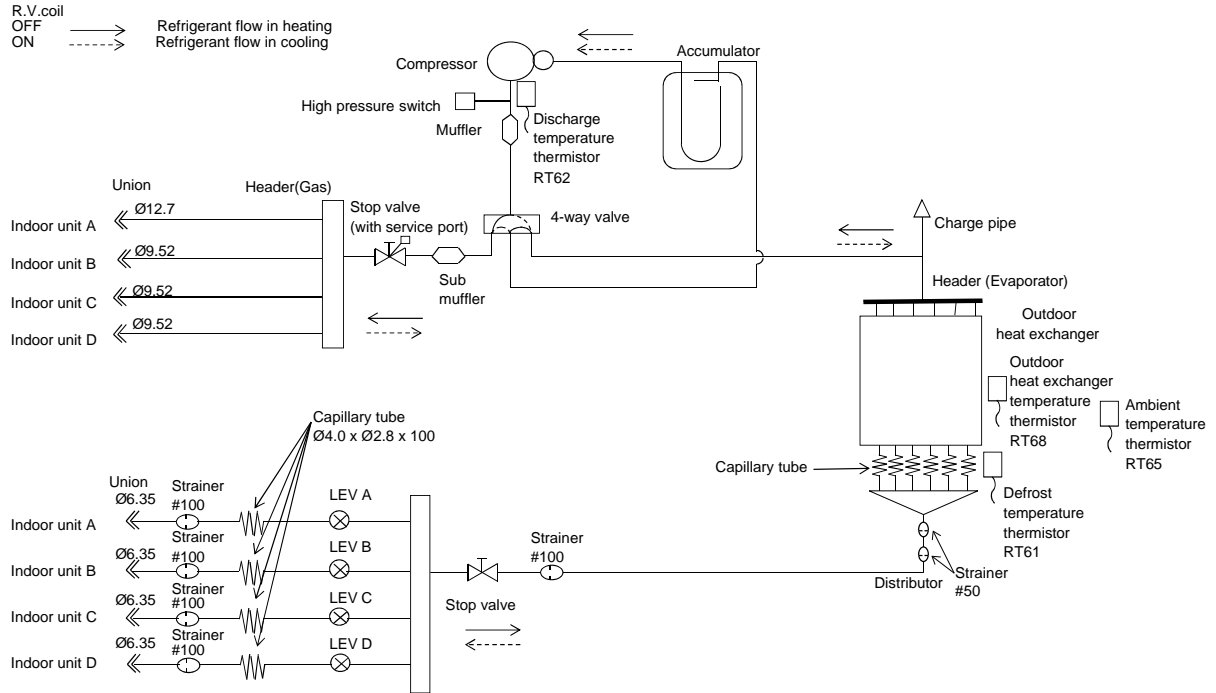 R.V.coil
OFF Refrigerant flow in heating
ON Refrigerant flow in cooling
Compressor
Accumulator
High pressure switch
Muffler
Discharge
temperature
thermistor
RT62
Union
Header(Gas)
Stop valve
(with service port)
4-way valve
Indoor unit A
Ø12.7
Indoor unit B
Ø9.52
Indoor unit C
Ø9.52
Indoor unit D
Ø9.52
Sub
muffler
Charge pipe
Header (Evaporator)
Outdoor
heat exchanger
Outdoor
heat exchanger
temperature
thermistor
RT68
Ambient
temperature
thermistor
RT65
Capillary tube
Ø4.0 x Ø2.8 x 100
Capillary tube
Defrost
temperature
thermistor
RT61
Union
Indoor unit A
Ø6.35
Strainer
#100
LEV A
Indoor unit B
Ø6.35
Strainer
#100
LEV B
Indoor unit C
Ø6.35
Strainer
#100
LEV C
Indoor unit D
Ø6.35
Strainer
#100
LEV D
Stop valve
Strainer
#100
Distributor
Strainer
#50